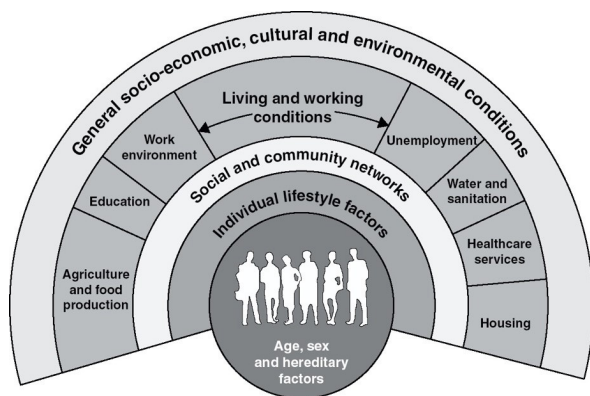 General socio-economic, cultural and environmental conditions
Living and working
conditions
Work
environment
Unemployment
Education
Water and
sanitation
Agriculture
and food
production
Healthcare
services
Housing
Social and community networks
Individual lifestyle factors
Age, sex
and hereditary
factors